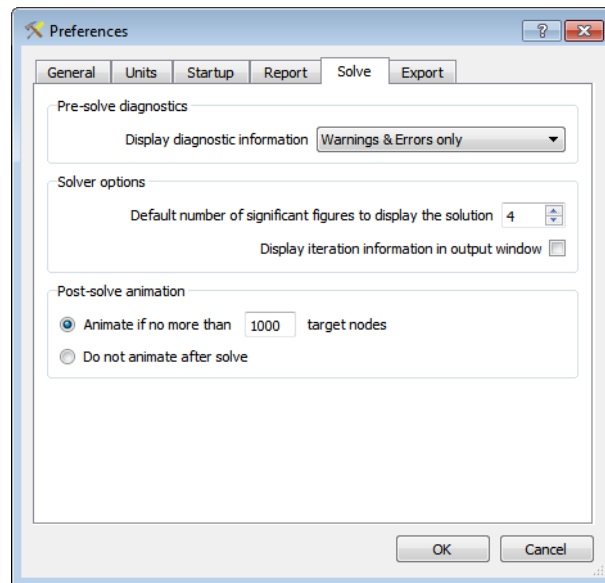 Preferences
General Units Startup Report Solve Export
Pre-solve diagnostics
Display diagnostic information Warnings & Errors only
Solver options
Default number of significant figures to display the solution 4
Display iteration information in output window
Post-solve animation
Animate if no more than 1000 target nodes
Do not animate after solve
OK Cancel